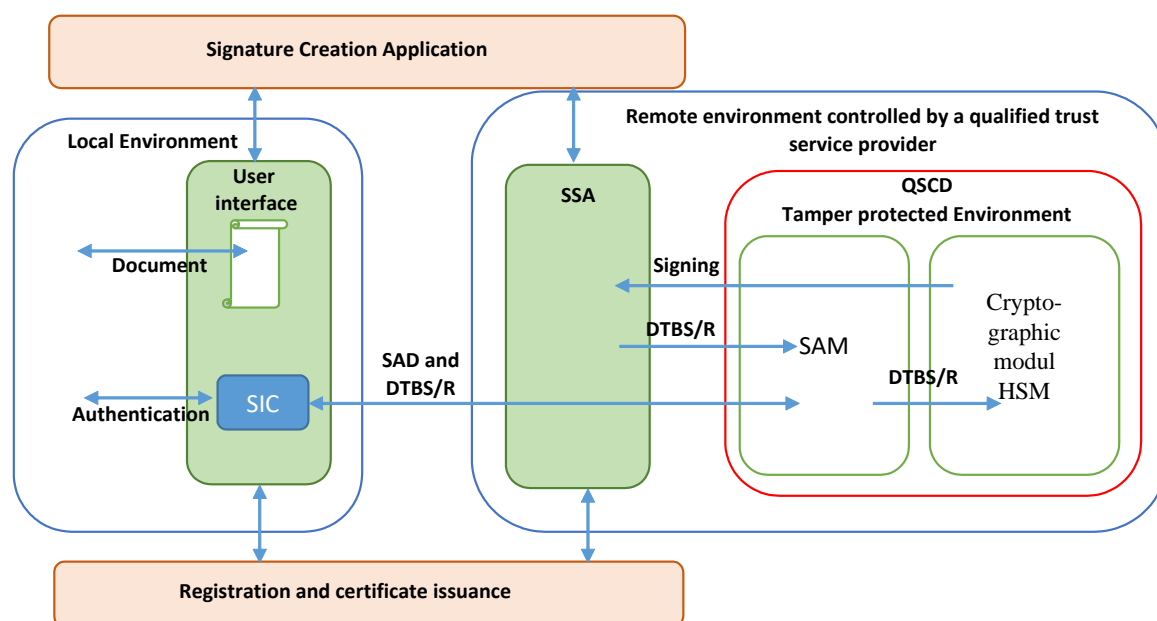 Signature Creation Application
Local Environment
User
interface
Document
Authentication
SIC
SAD and
DTBS/R
Remote environment controlled by a qualified trust
service provider
SSA
QSCD
Tamper protected Environment
Signing
DTBS/R
SAM
DTBS/R
Crypto-
graphic
modul
HSM
Registration and certificate issuance